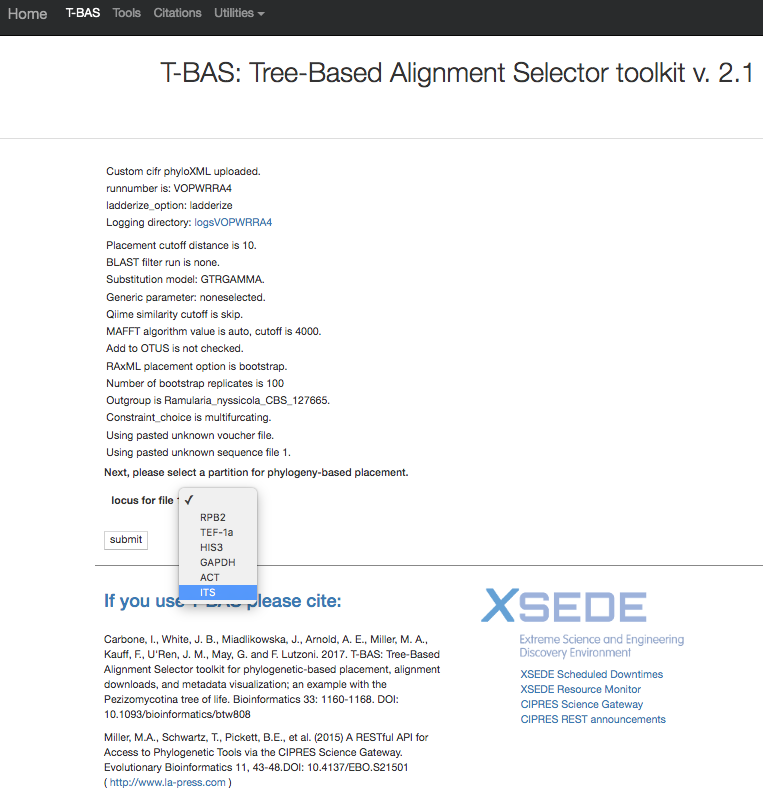 Home T-BAS Tools Citations Utilities
T-BAS: Tree-Based Alignment Selector toolkit v. 2.1
Custom cifr phyloXML uploaded.
runnumber is: VOPWRRA4
ladderize_option: ladderize
Logging directory: logsVOPWRRA4
Placement cutoff distance is 10.
BLAST filter run is none.
Substitution model: GTRGAMMA.
Generic parameter: noneselected.
Qiime similarity cutoff is skip.
MAFFT algorithm value is auto, cutoff is 4000.
Add to OTUS is not checked.
RAxML placement option is bootstrap.
Number of bootstrap replicates is 100
Outgroup is Ramularia_nyssicola_CBS_127665.
Constraint_choice is multifurcating.
Using pasted unknown voucher file.
Using pasted unknown sequence file 1.
Next, please select a partition for phylogeny-based placement.
locus for file
✓
RPB2
TEF-1a
HIS3
GAPDH
ACT
ITS
submit
If you use T-BAS please cite:
Carbone, I., White, J. B., Miadlikowska, J., Arnold, A. E., Miller, M. A.,
Kauff, F., U'Ren, J. M., May, G. and F. Lutzoni. 2017. T-BAS: Tree-Based
Alignment Selector toolkit for phylogenetic-based placement, alignment
downloads, and metadata visualization; an example with the
Pezizomycotina tree of life. Bioinformatics 33: 1160-1168. DOI:
10.1093/bioinformatics/btw808
Miller, M.A., Schwartz, T., Pickett, B.E., et al. (2015) A RESTful API for
Access to Phylogenetic Tools via the CIPRES Science Gateway.
Evolutionary Bioinformatics 11, 43-48.DOI: 10.4137/EBO.S21501
( http://www.la-press.com )
XSEDE
Extreme Science and Engineering
Discovery Environment
XSEDE Scheduled Downtimes
XSEDE Resource Monitor
CIPRES Science Gateway
CIPRES REST announcements